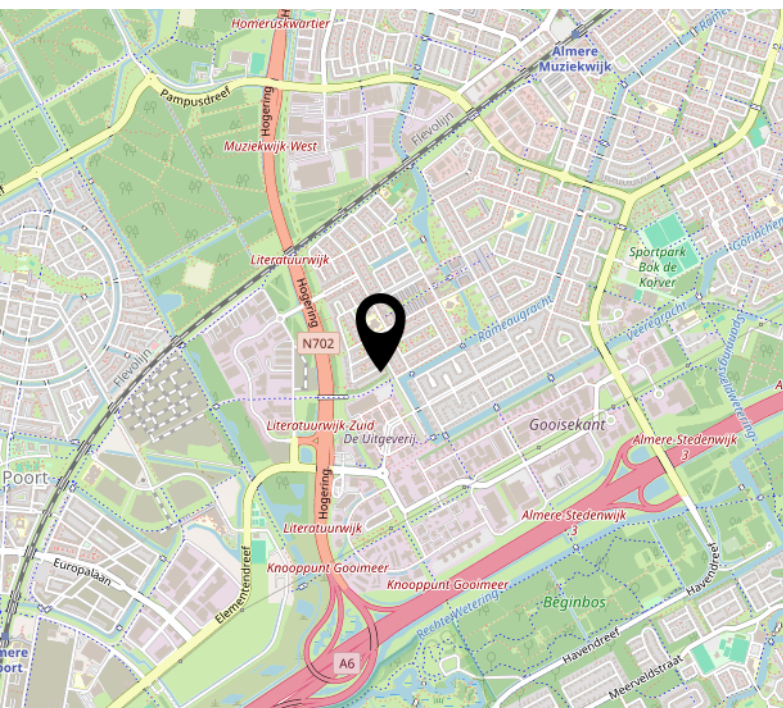 Homeruskwartier
Almere
Muziekwijk
Pampusdreef
Hogering
Flevolijn
Muziekwijk-West
Literatuurwijk
Sportpark
Bok de
Korver
Hogering
Rameaugracht
Veeregracht
N702
Flevolijn
Literatuurwijk-Zuid
De Uitgeverij...
Gooisekant
Almere-Stedenwijk
3
Poort
Hogering
Almere-Stedenwijk
3
Literatuurwijk
Knooppunt Gooimeer
Knooppunt Gooimeer
Europalaan
Elementendreef
Havendreef
Beginbos
Rechte Wetering
Havendreef
Meerveldstraat
A6